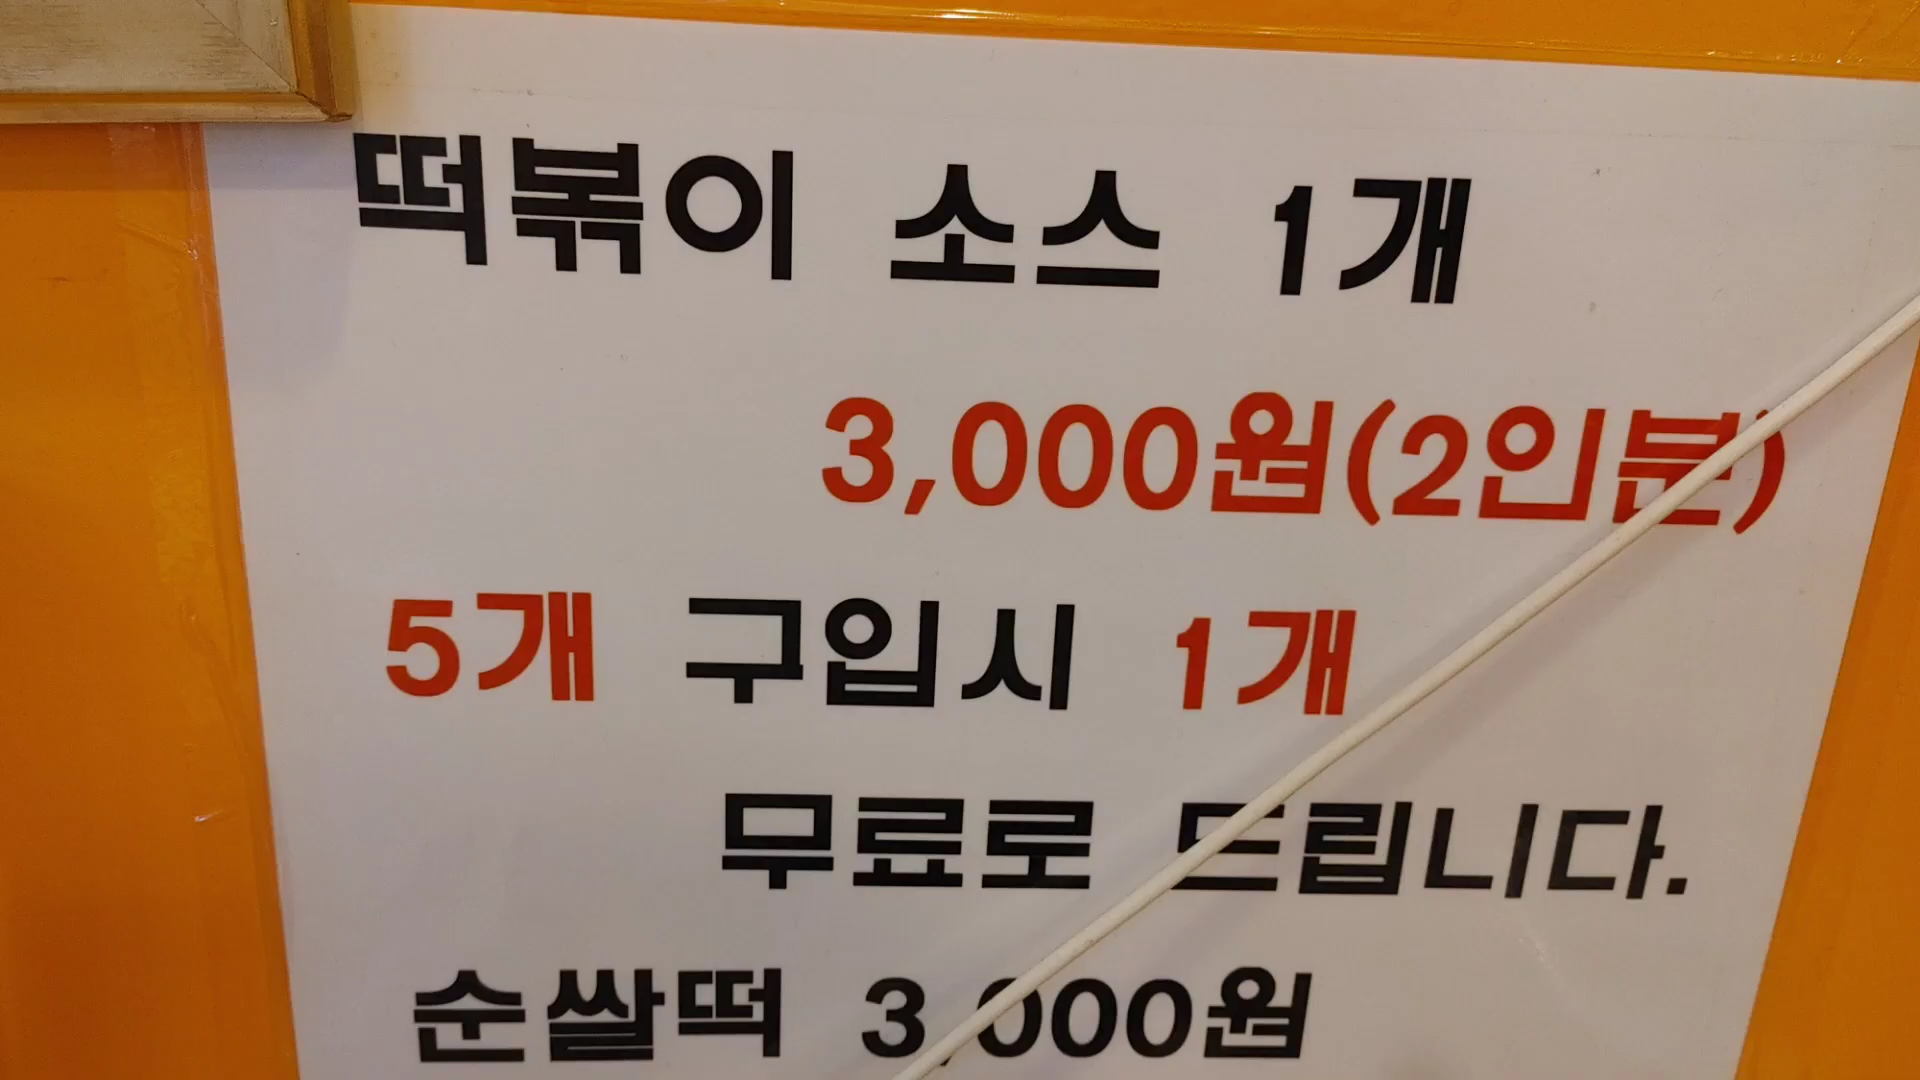 떡볶이 소스 1개
3,000원(2인분)
5개 구입시 1개
무료로 드립니다.
순쌀떡 3,000원